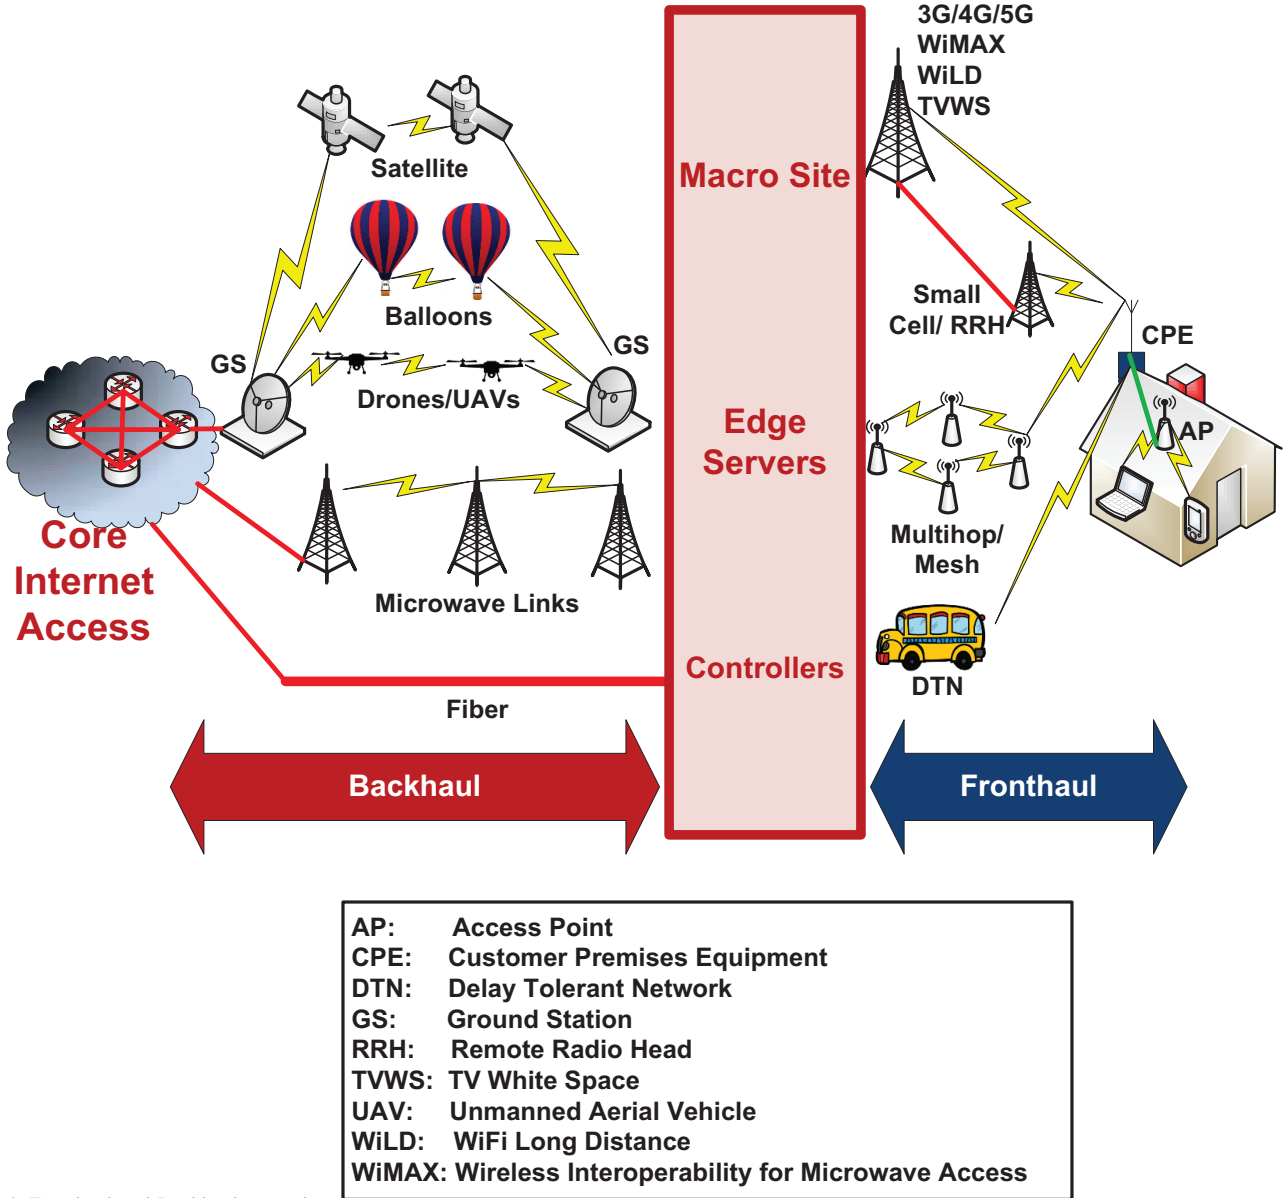 3G/4G/5G
WiMAX
WiLD
TVWS
Satellite
Macro Site
Balloons
Small
Cell/ RRH
CPE
GS
GS
Drones/UAVs
AP
Edge
Servers
Core
Internet
Access
Multihop/
Mesh
Microwave Links
Controllers
DTN
Fiber
Backhaul
Fronthaul
AP: Access Point
CPE: Customer Premises Equipment
DTN: Delay Tolerant Network
GS: Ground Station
RRH: Remote Radio Head
TVWS: TV White Space
UAV: Unmanned Aerial Vehicle
WiLD: WiFi Long Distance
WiMAX: Wireless Interoperability for Microwave Access